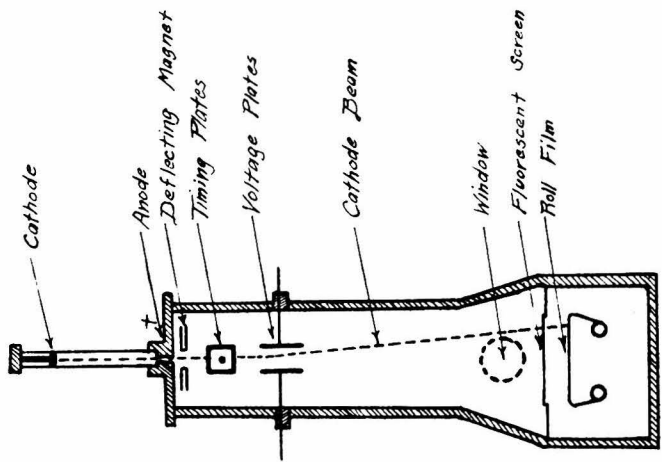 Cathode
Anode
Deflecting Magnet
Timing Plates
Voltage Plates
Cathode Beam
Window
Fluorescent Screen
Roll Film
+